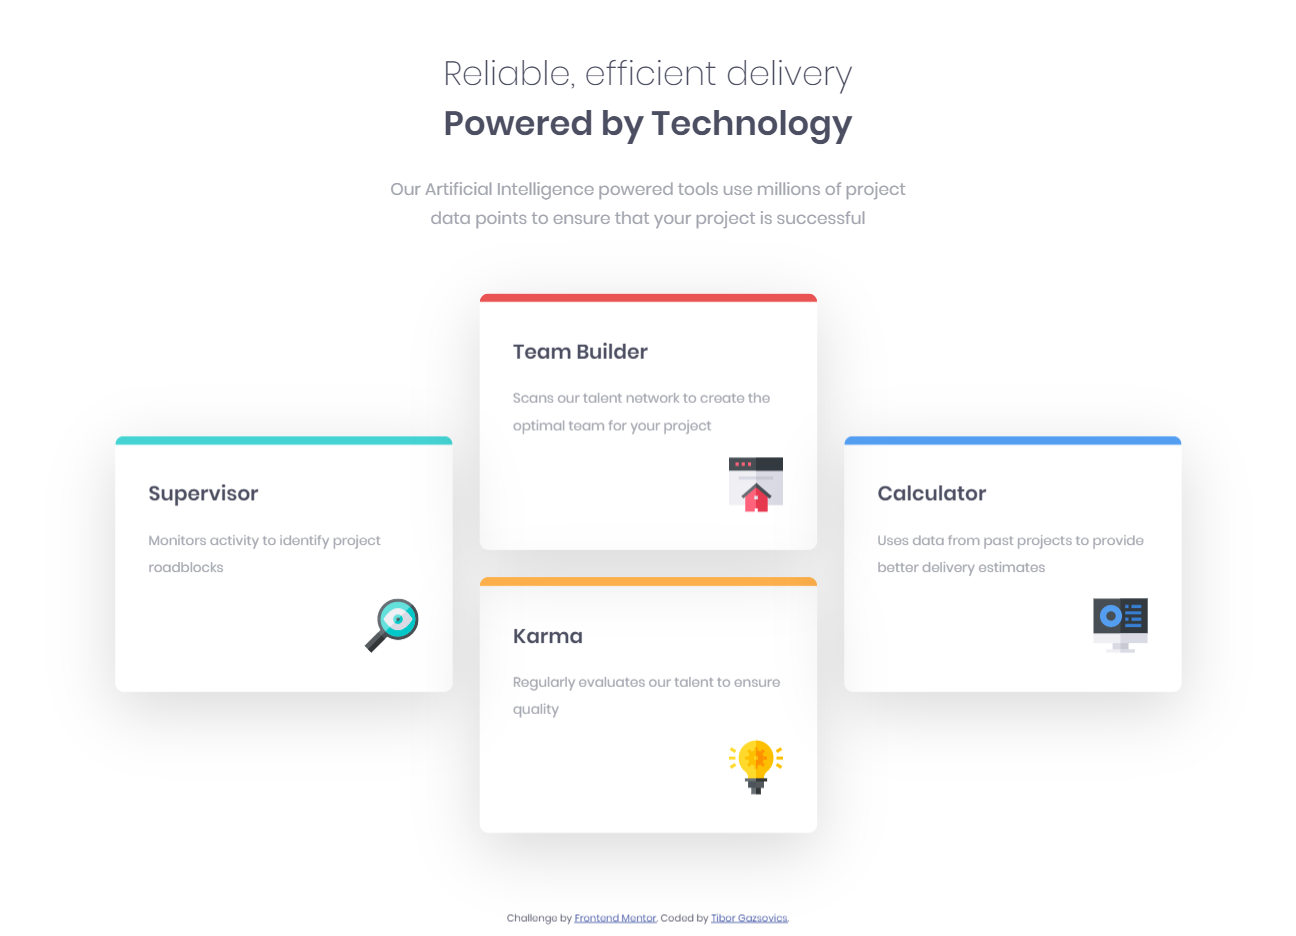 Reliable, efficient delivery
Powered by Technology
Our Artificial Intelligence powered tools use millions of project
data points to ensure that your project is successful
Team Builder
Scans our talent network to create the
optimal team for your project
Supervisor
Monitors activity to identify project
roadblocks
Calculator
Uses data from past projects to provide
better delivery estimates
Karma
Regularly evaluates our talent to ensure
quality
Challenge by Frontend Mentor. Coded by Tibor Gazsovics.